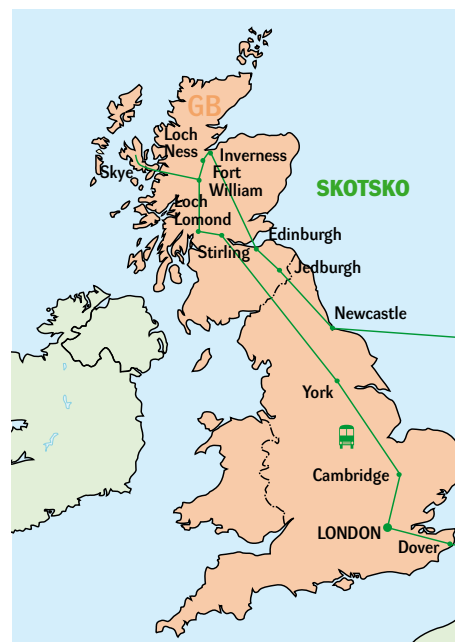 GB
Loch
Ness
Inverness
Skye
Fort
William
SKOTSKO
Loch
Lomond
Edinburgh
Stirling
Jedburgh
Newcastle
York
Cambridge
LONDON
Dover